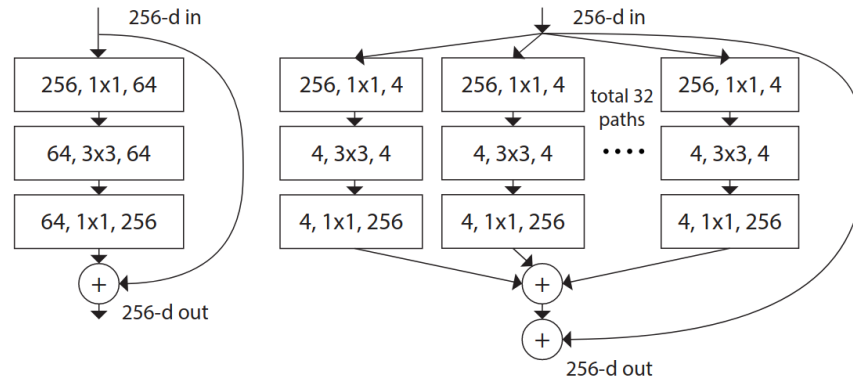 256-d in
256, 1x1, 64
64, 3x3, 64
64, 1x1, 256
+
256-d out
256-d in
256, 1x1, 4
256, 1x1, 4
total 32
paths
256, 1x1, 4
4, 3x3, 4
4, 3x3, 4
....
4, 3x3, 4
4, 1x1, 256
4, 1x1, 256
4, 1x1, 256
+
+
256-d out